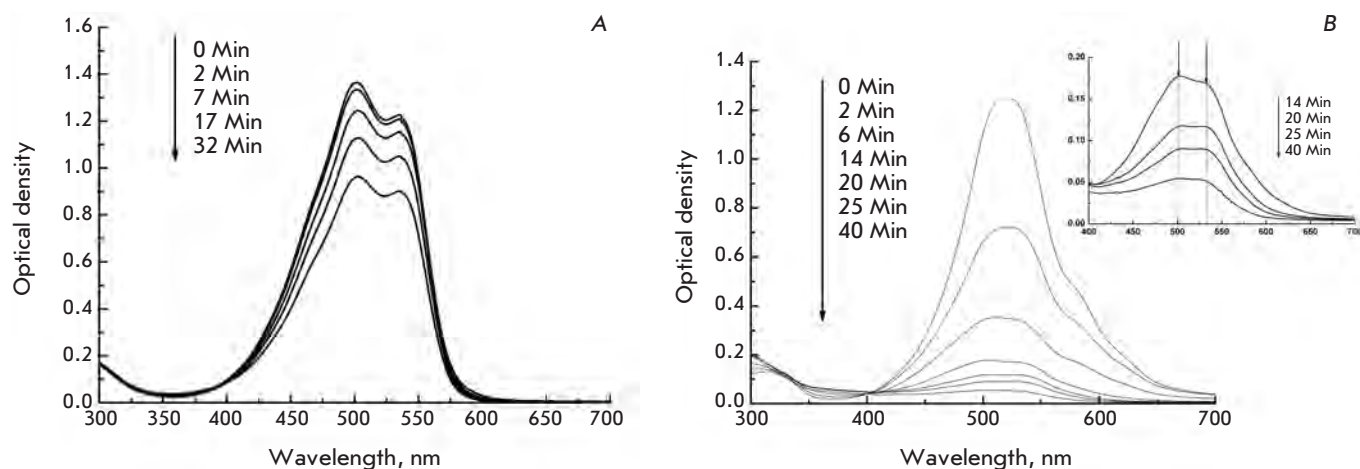 A
1.6
1.4
1.2
1.0
0.8
0.6
0.4
0.2
0.0
Optical density
0 Min
2 Min
7 Min
17 Min
32 Min
300 350 400 450 500 550 600 650 700
Wavelength, nm
B
1.4
1.2
1.0
0.8
0.6
0.4
0.2
0.0
Optical density
0 Min
2 Min
6 Min
14 Min
20 Min
25 Min
40 Min
300 400 500 600 700
Wavelength, nm
0.20
0.15
0.10
0.05
0.00
14 Min
20 Min
25 Min
40 Min
400 450 500 550 600 650 700